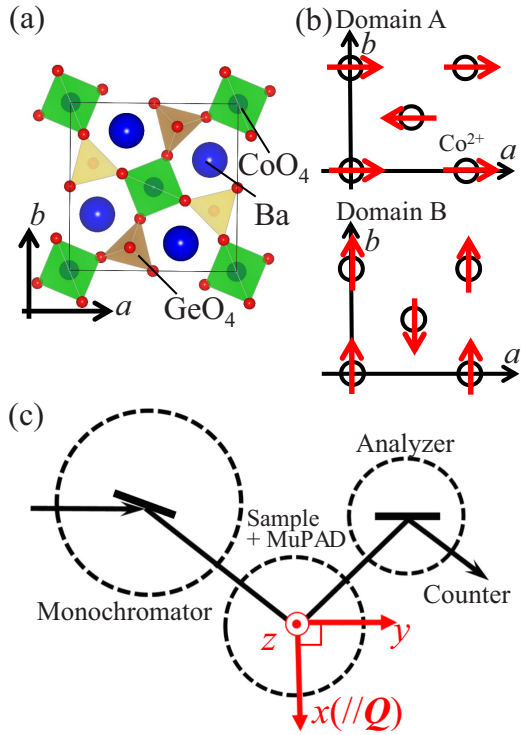 (a)
CoO4
Ba
GeO4
b
a
(b)
Domain A
b
Co2+
a
Domain B
b
a
(c)
Analyzer
Sample
+ MuPAD
Monochromator
Counter
z
y
x(//Q)